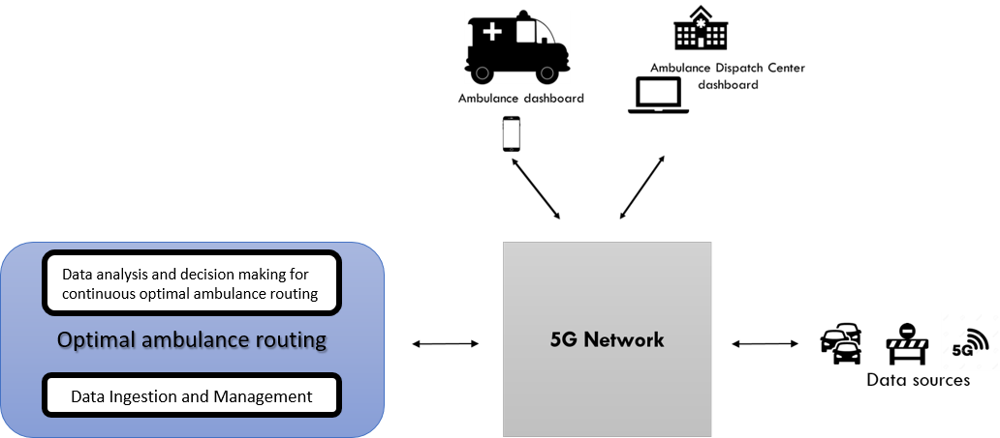 Ambulance dashboard
Ambulance Dispatch Center
dashboard
Data analysis and decision making for
continuous optimal ambulance routing
Optimal ambulance routing
Data Ingestion and Management
5G Network
5G
Data sources